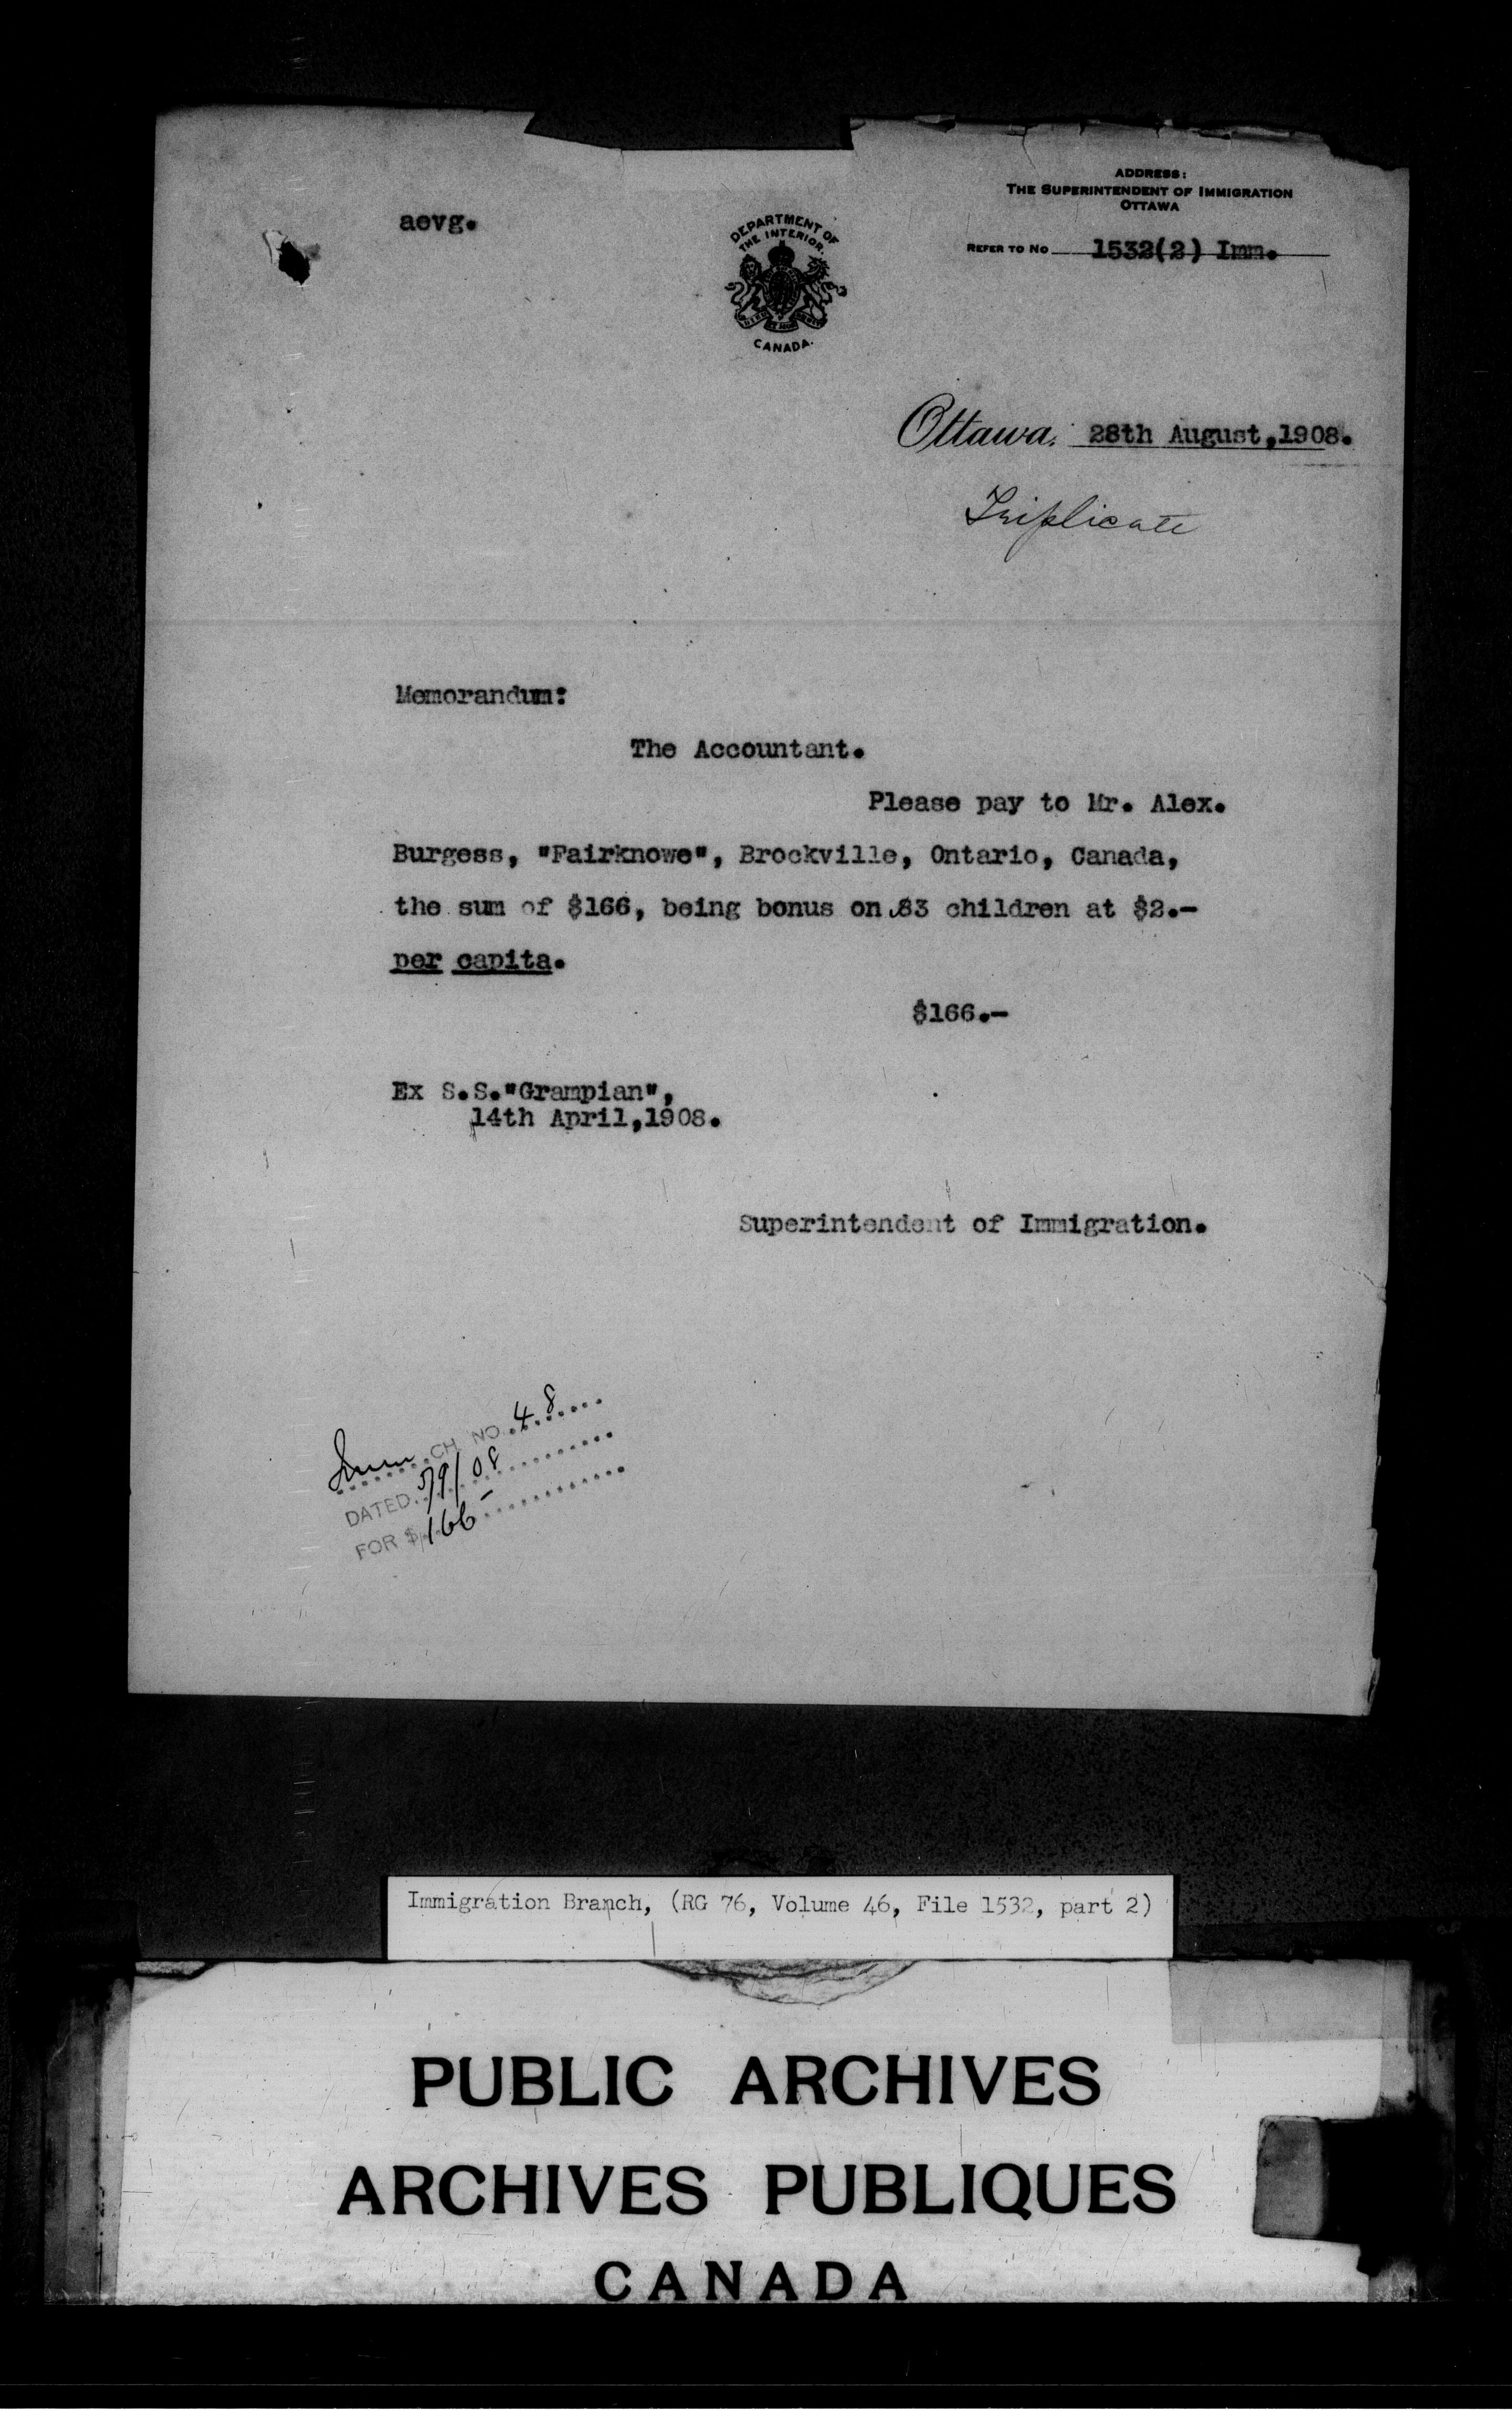 ADDRESS:
THE SUPERINTENDENT OF IMMIGRATION
OTTAWA
aevg.
DEPARTMENT OF
THE INTERIOR.
CANADA.
REFER TO No 1532(2) Imm.
Ottawa, 28th August,1908.
Triplicate
Memorandum:
The Accountant.
Please pay to Mr. Alex.
Burgess, "Fairknowe", Brockville, Ontario, Canada,
the sum of $166, being bonus on 83 children at $2.-
per capita.
$166.-
Ex S.S."Grampian",
14th April,1908.
Superintendent of Immigration.
Imm CH. NO. 48
DATED 5/9/08
FOR $ 166-
Immigration Branch, (RG 76, Volume 46, File 1532, part 2)
PUBLIC ARCHIVES
ARCHIVES PUBLIQUES
CANADA